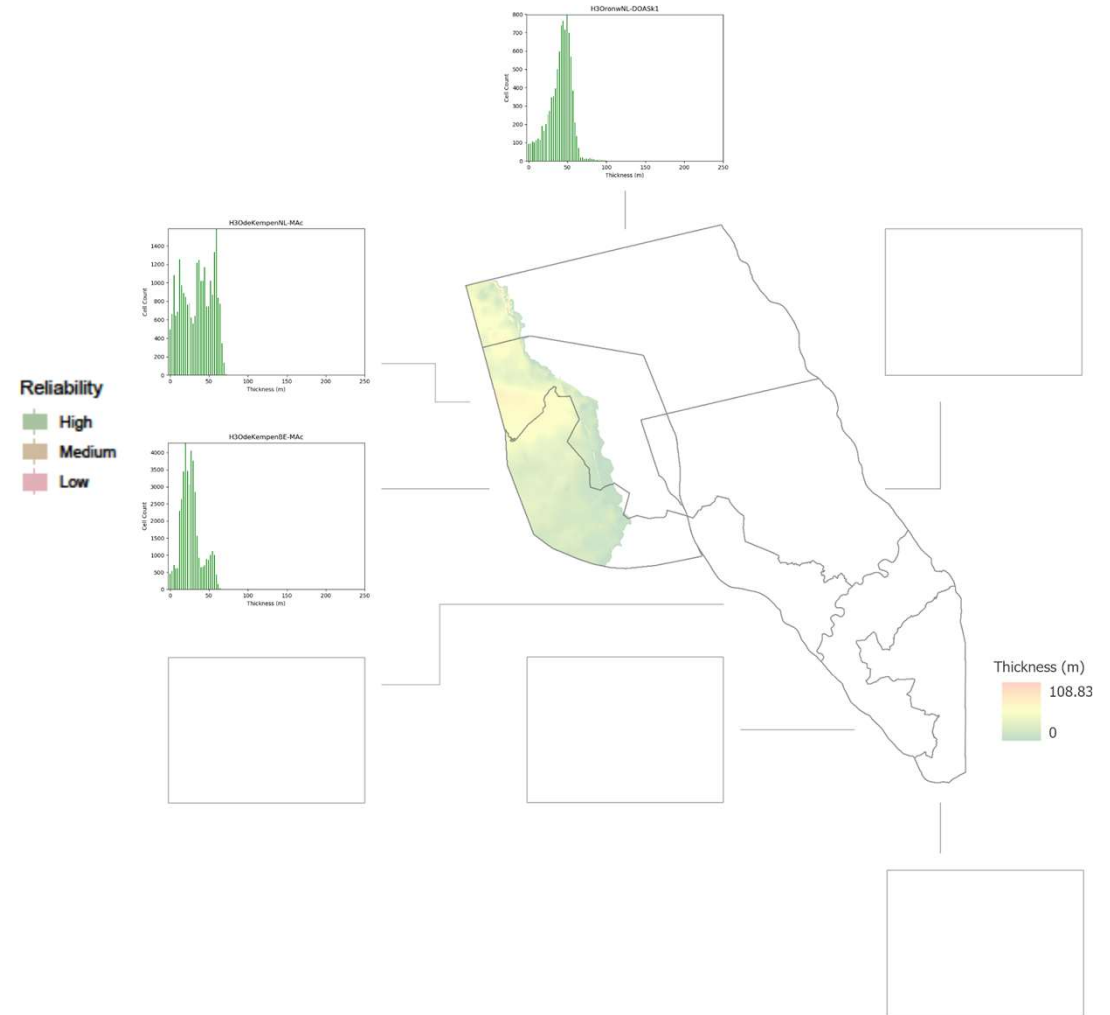 H3OronwNL-DOASk1
800
700
600
500
400
300
200
100
0
Cell Count
0 50 100 150 200 250
Thickness (m)
H3OdeKempenNL-MAc
1400
1200
1000
800
600
400
200
0
Cell Count
0 50 100 150 200 250
Thickness (m)
Reliability
High
Medium
Low
H3OdeKempenBE-MAc
4000
3500
3000
2500
2000
1500
1000
500
0
Cell Count
0 50 100 150 200 250
Thickness (m)
Thickness (m)
108.83
0